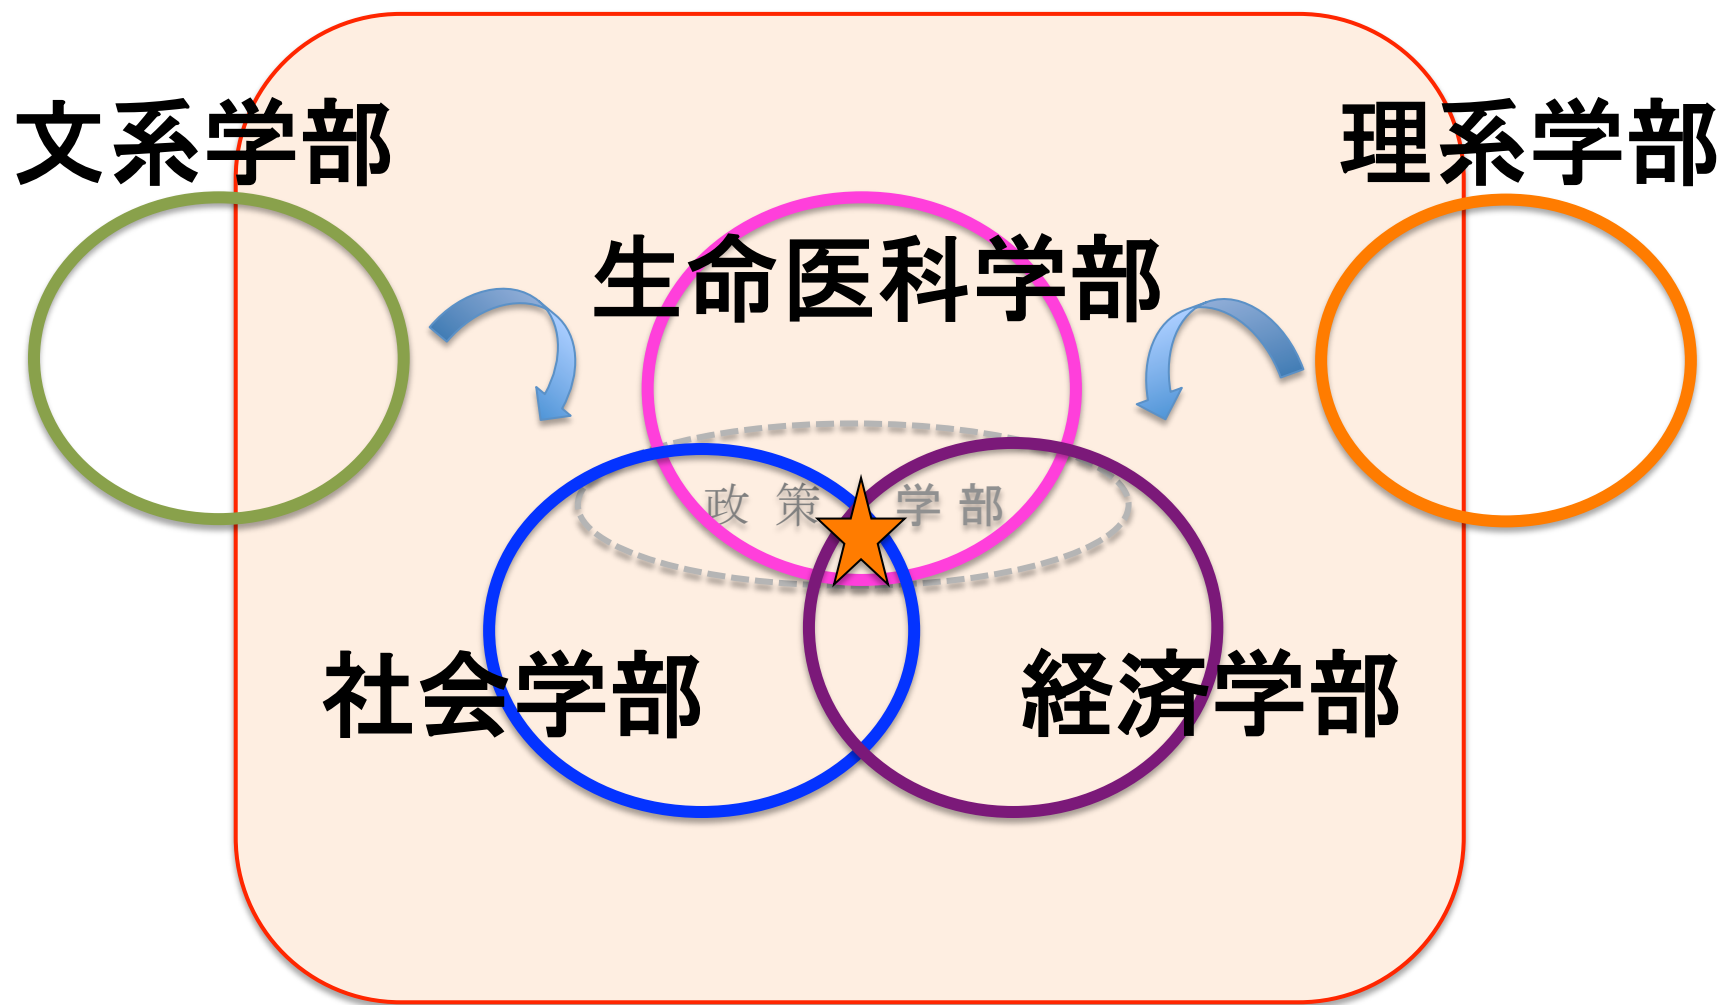 文系学部
理系学部
生命医科学部
政策 学部
社会学部
経済学部